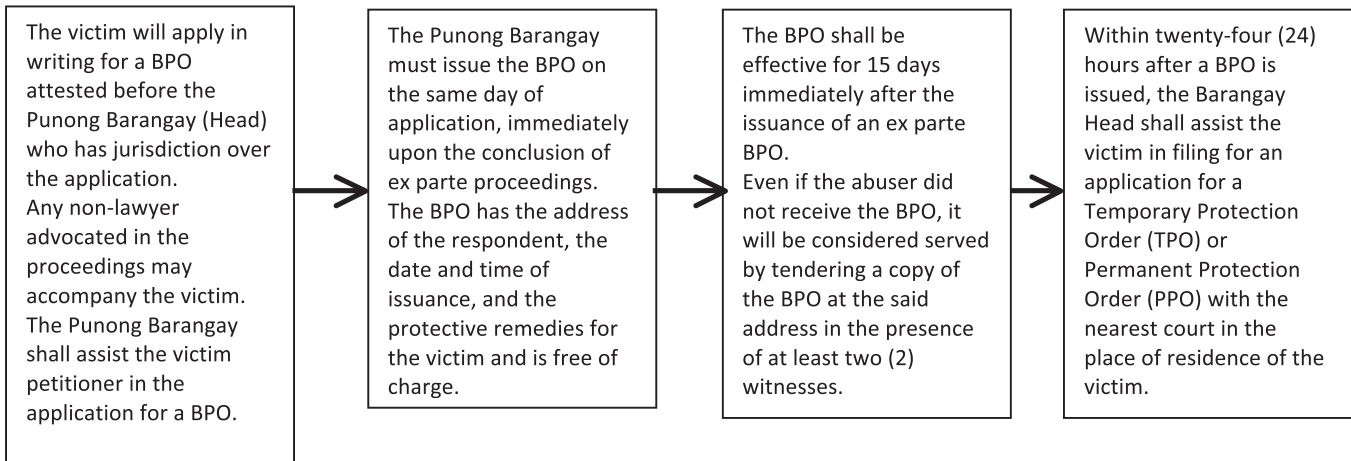 The victim will apply in
writing for a BPO
attested before the
Punong Barangay (Head)
who has jurisdiction over
the application.
Any non-lawyer
advocated in the
proceedings may
accompany the victim.
The Punong Barangay
shall assist the victim
petitioner in the
application for a BPO.
The Punong Barangay
must issue the BPO on
the same day of
application, immediately
upon the conclusion of
ex parte proceedings.
The BPO has the address
of the respondent, the
date and time of
issuance, and the
protective remedies for
the victim and is free of
charge.
The BPO shall be
effective for 15 days
immediately after the
issuance of an ex parte
BPO.
Even if the abuser did
not receive the BPO, it
will be considered served
by tendering a copy of
the BPO at the said
address in the presence
of at least two (2)
witnesses.
Within twenty-four (24)
hours after a BPO is
issued, the Barangay
Head shall assist the
victim in filing for an
application for a
Temporary Protection
Order (TPO) or
Permanent Protection
Order (PPO) with the
nearest court in the
place of residence of the
victim.